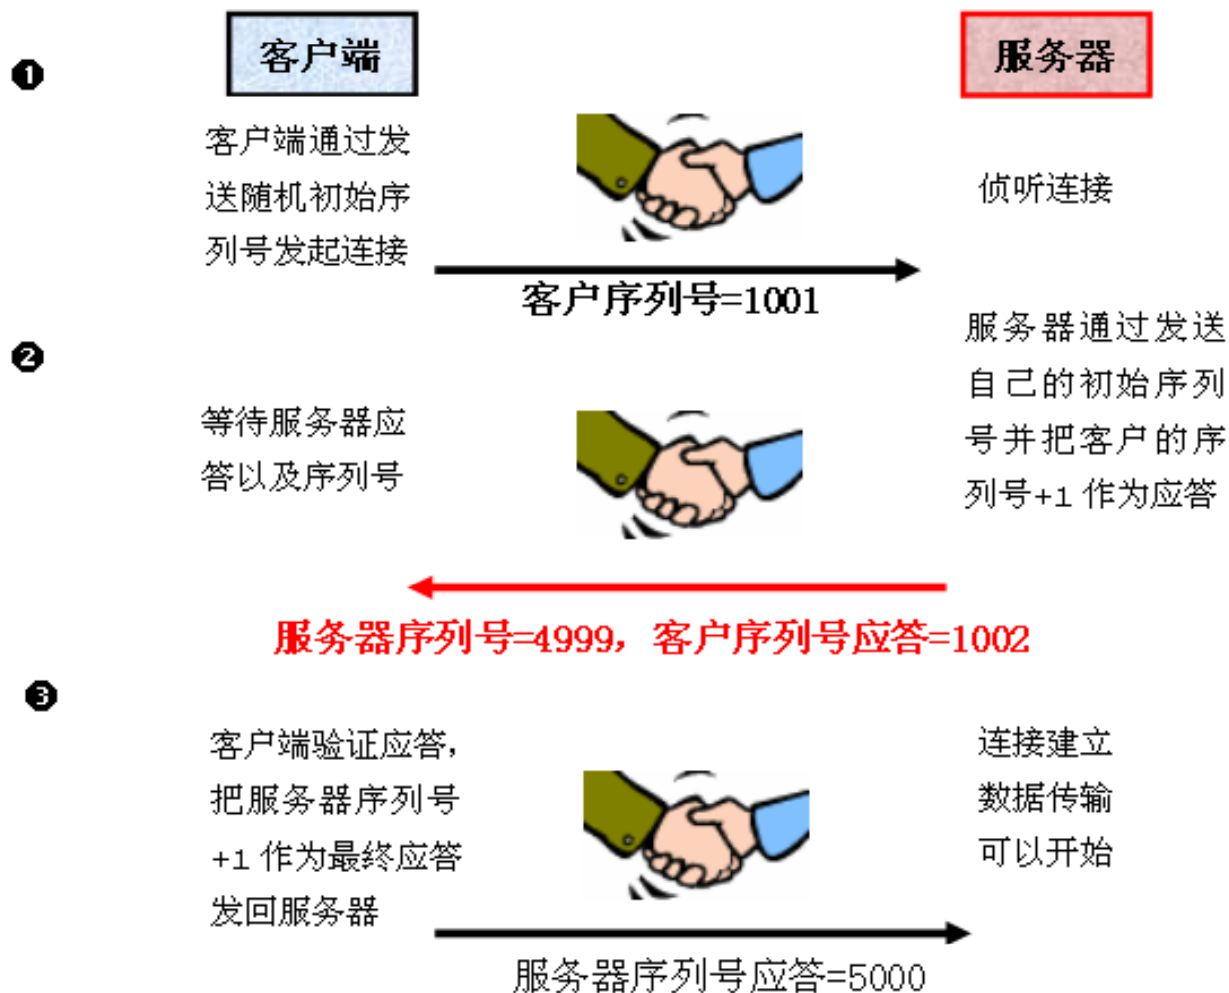 ❶
客户端
服务器
客户端通过发
送随机初始序
列号发起连接
侦听连接
客户序列号=1001
❷
等待服务器应
答以及序列号
服务器通过发送
自己的初始序列
号并把客户的序
列号+1 作为应答
服务器序列号=4999，客户序列号应答=1002
❸
客户端验证应答，
把服务器序列号
+1 作为最终应答
发回服务器
连接建立
数据传输
可以开始
服务器序列号应答=5000